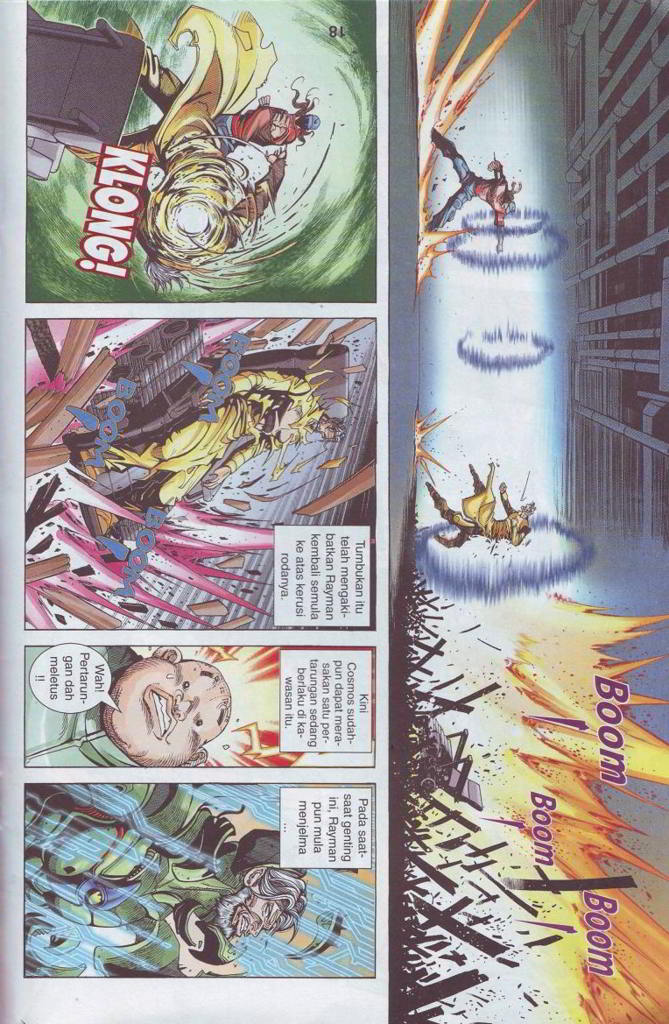 Boom
Boom
Boom
18
KLONG!
Tumbukan itu
telah mengaki-
batkan Rayman
kembali semula
ke atas kerusi
rodanya.
BOOM!
BOOM!
BOOM!
Kini
Cosmos sudah-
pun dapat mera-
sakan satu per-
tarungan sedang
berlaku di ka-
wasan itu.
Wah!
Pertarun-
gan dah
meletus
!!
Pada saat-
saat genting
ini, Rayman
pun mula
menjelma
...